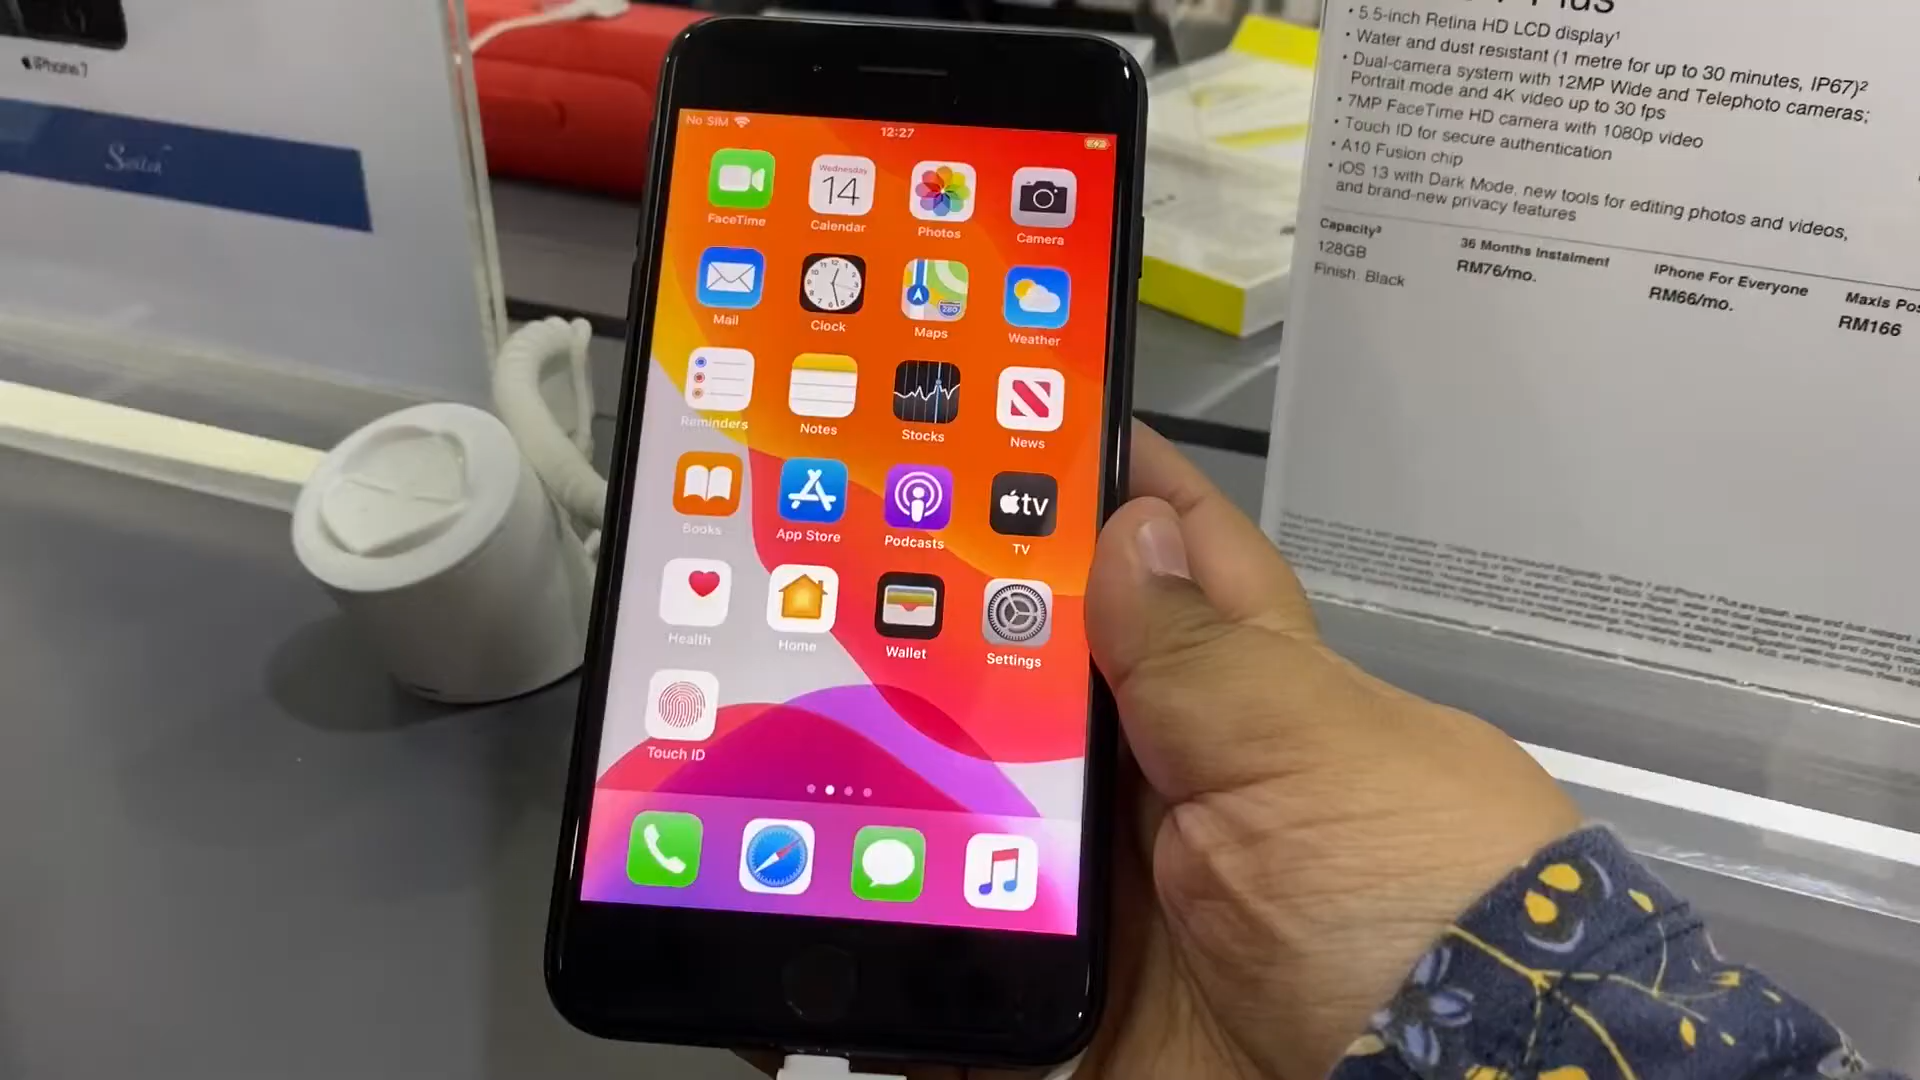 iPhone 7
Switch
No SIM
12:27
FaceTime
Wednesday
14
Calendar
Photos
Camera
Mail
Clock
280
Maps
Weather
Reminders
Notes
Stocks
News
Books
App Store
Podcasts
tv
TV
Health
Home
Wallet
Settings
Touch ID
Plus
• 5.5-inch Retina HD LCD display¹
• Water and dust resistant (1 metre for up to 30 minutes, IP67)²
• Dual-camera system with 12MP Wide and Telephoto cameras;
Portrait mode and 4K video up to 30 fps
• 7MP FaceTime HD camera with 1080p video
• Touch ID for secure authentication
• A10 Fusion chip
• iOS 13 with Dark Mode, new tools for editing photos and videos,
and brand-new privacy features
Capacity³
128GB
Finish: Black
36 Months Instalment
RM76/mo.
iPhone For Everyone
RM66/mo.
Maxis Pos
RM166